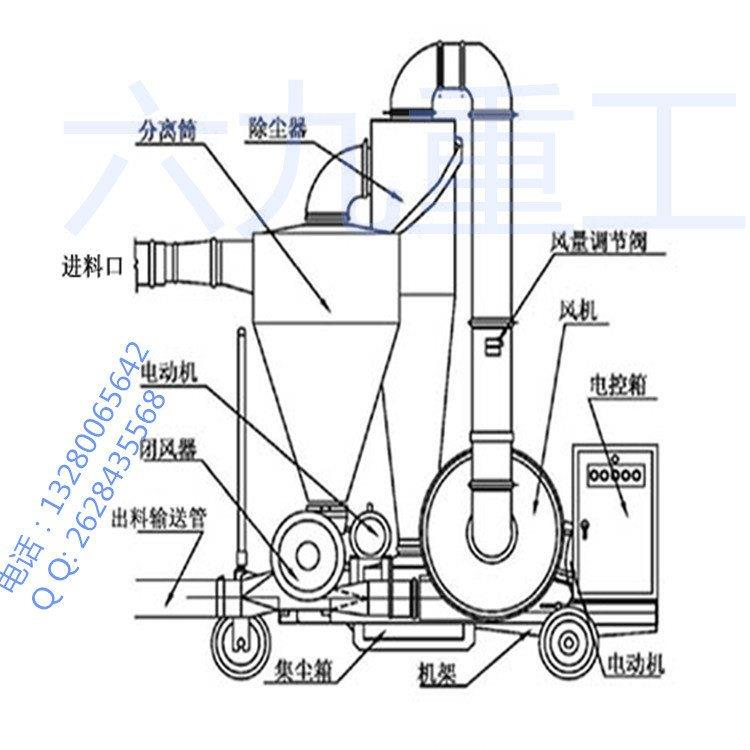 六九重工
分离筒
除尘器
进料口
风量调节阀
风机
电动机
电控箱
闭风器
出料输送管
集尘箱
机架
电动机
电话：13280065642
QQ: 2628435568